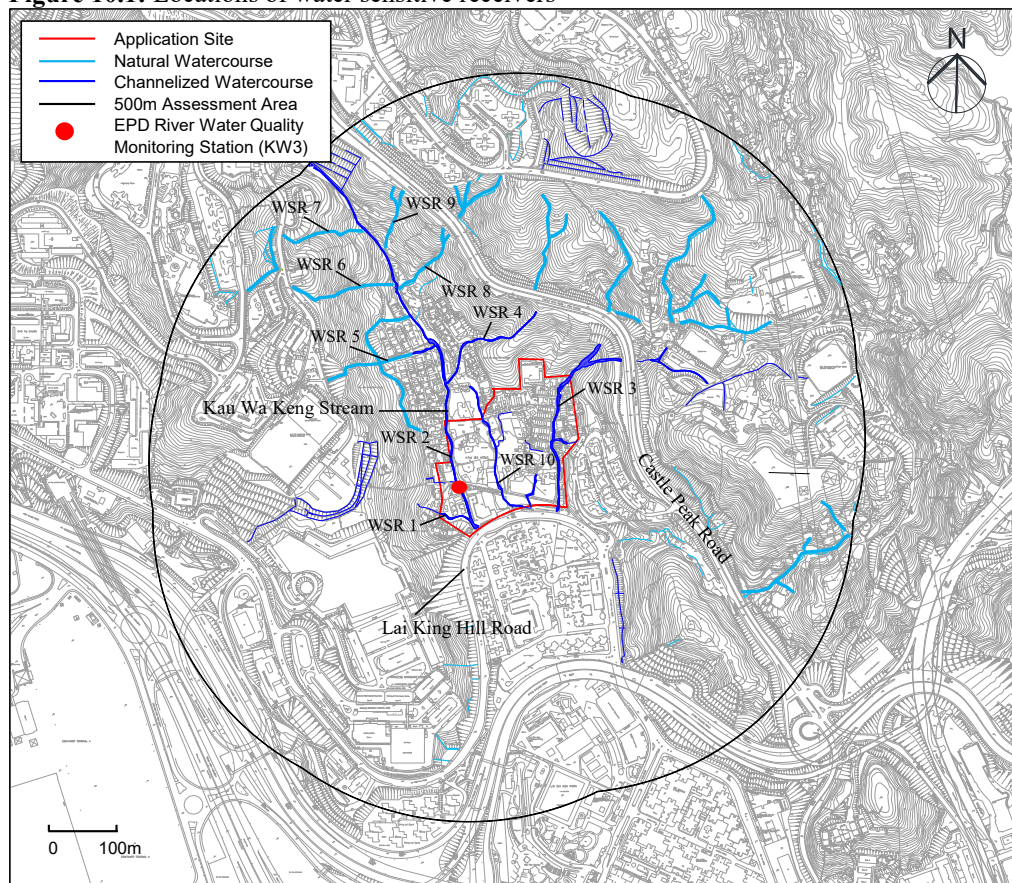 Figure 10.1: Locations of water sensitive receivers
Application Site
Natural Watercourse
Channelized Watercourse
500m Assessment Area
EPD River Water Quality
Monitoring Station (KW3)
N
WSR 7
WSR 9
WSR 6
WSR 8
WSR 4
WSR 5
WSR 3
Kau Wa Keng Stream
WSR 2
WSR 10
WSR 1
Castle Peak Road
Lai King Hill Road
0 100m